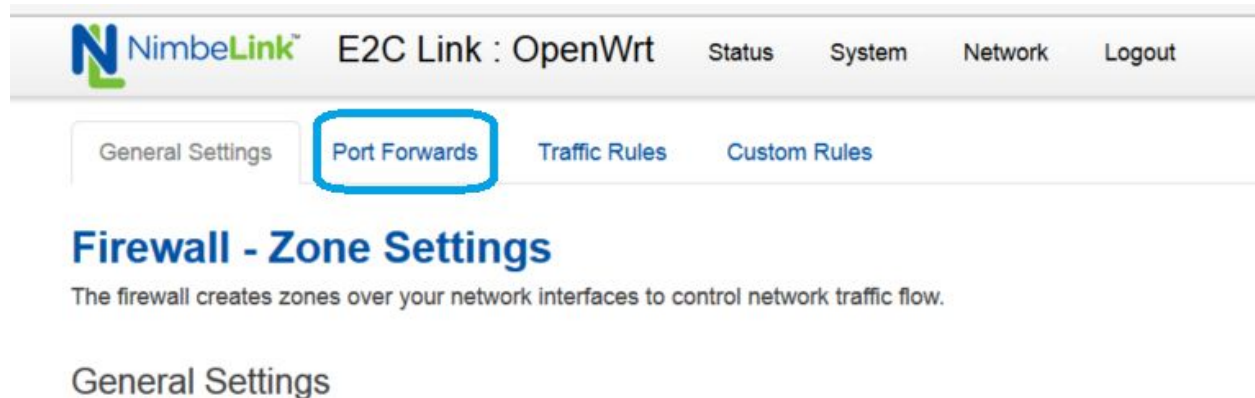 NimbeLink™ E2C Link : OpenWrt Status System Network Logout
General Settings Port Forwards Traffic Rules Custom Rules
Firewall - Zone Settings
The firewall creates zones over your network interfaces to control network traffic flow.
General Settings